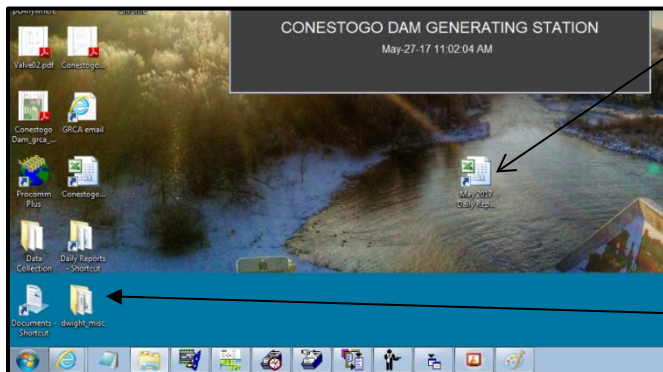 pcAnywhere
CONESTOGO DAM GENERATING STATION
May-27-17 11:02:04 AM
Valve02.pdf
Conestogo...
Conestogo
Dam_grca_...
GRCA email
Procomm
Plus
Conestogo...
May 2017
Daily Rep...
Data
Collection
Daily Reports
- Shortcut
Documents -
Shortcut
dwight_misc